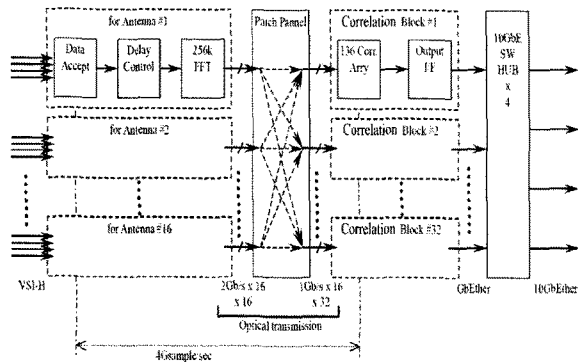 for Antenna #1
Data
Accept
Delay
Control
256k
FFT
Patch Pannel
Correlation Block #1
136 Corr.
Arry
Output
I/F
10GbE
SW
HUB
x
4
for Antenna #2
Correlation Block #2
for Antenna #16
Correlation Block #32
VSI-H
2Gb/s x 16
x 16
1Gb/s x 16
x 32
GbEther
10GbEther
Optical transmission
4Gsample/sec